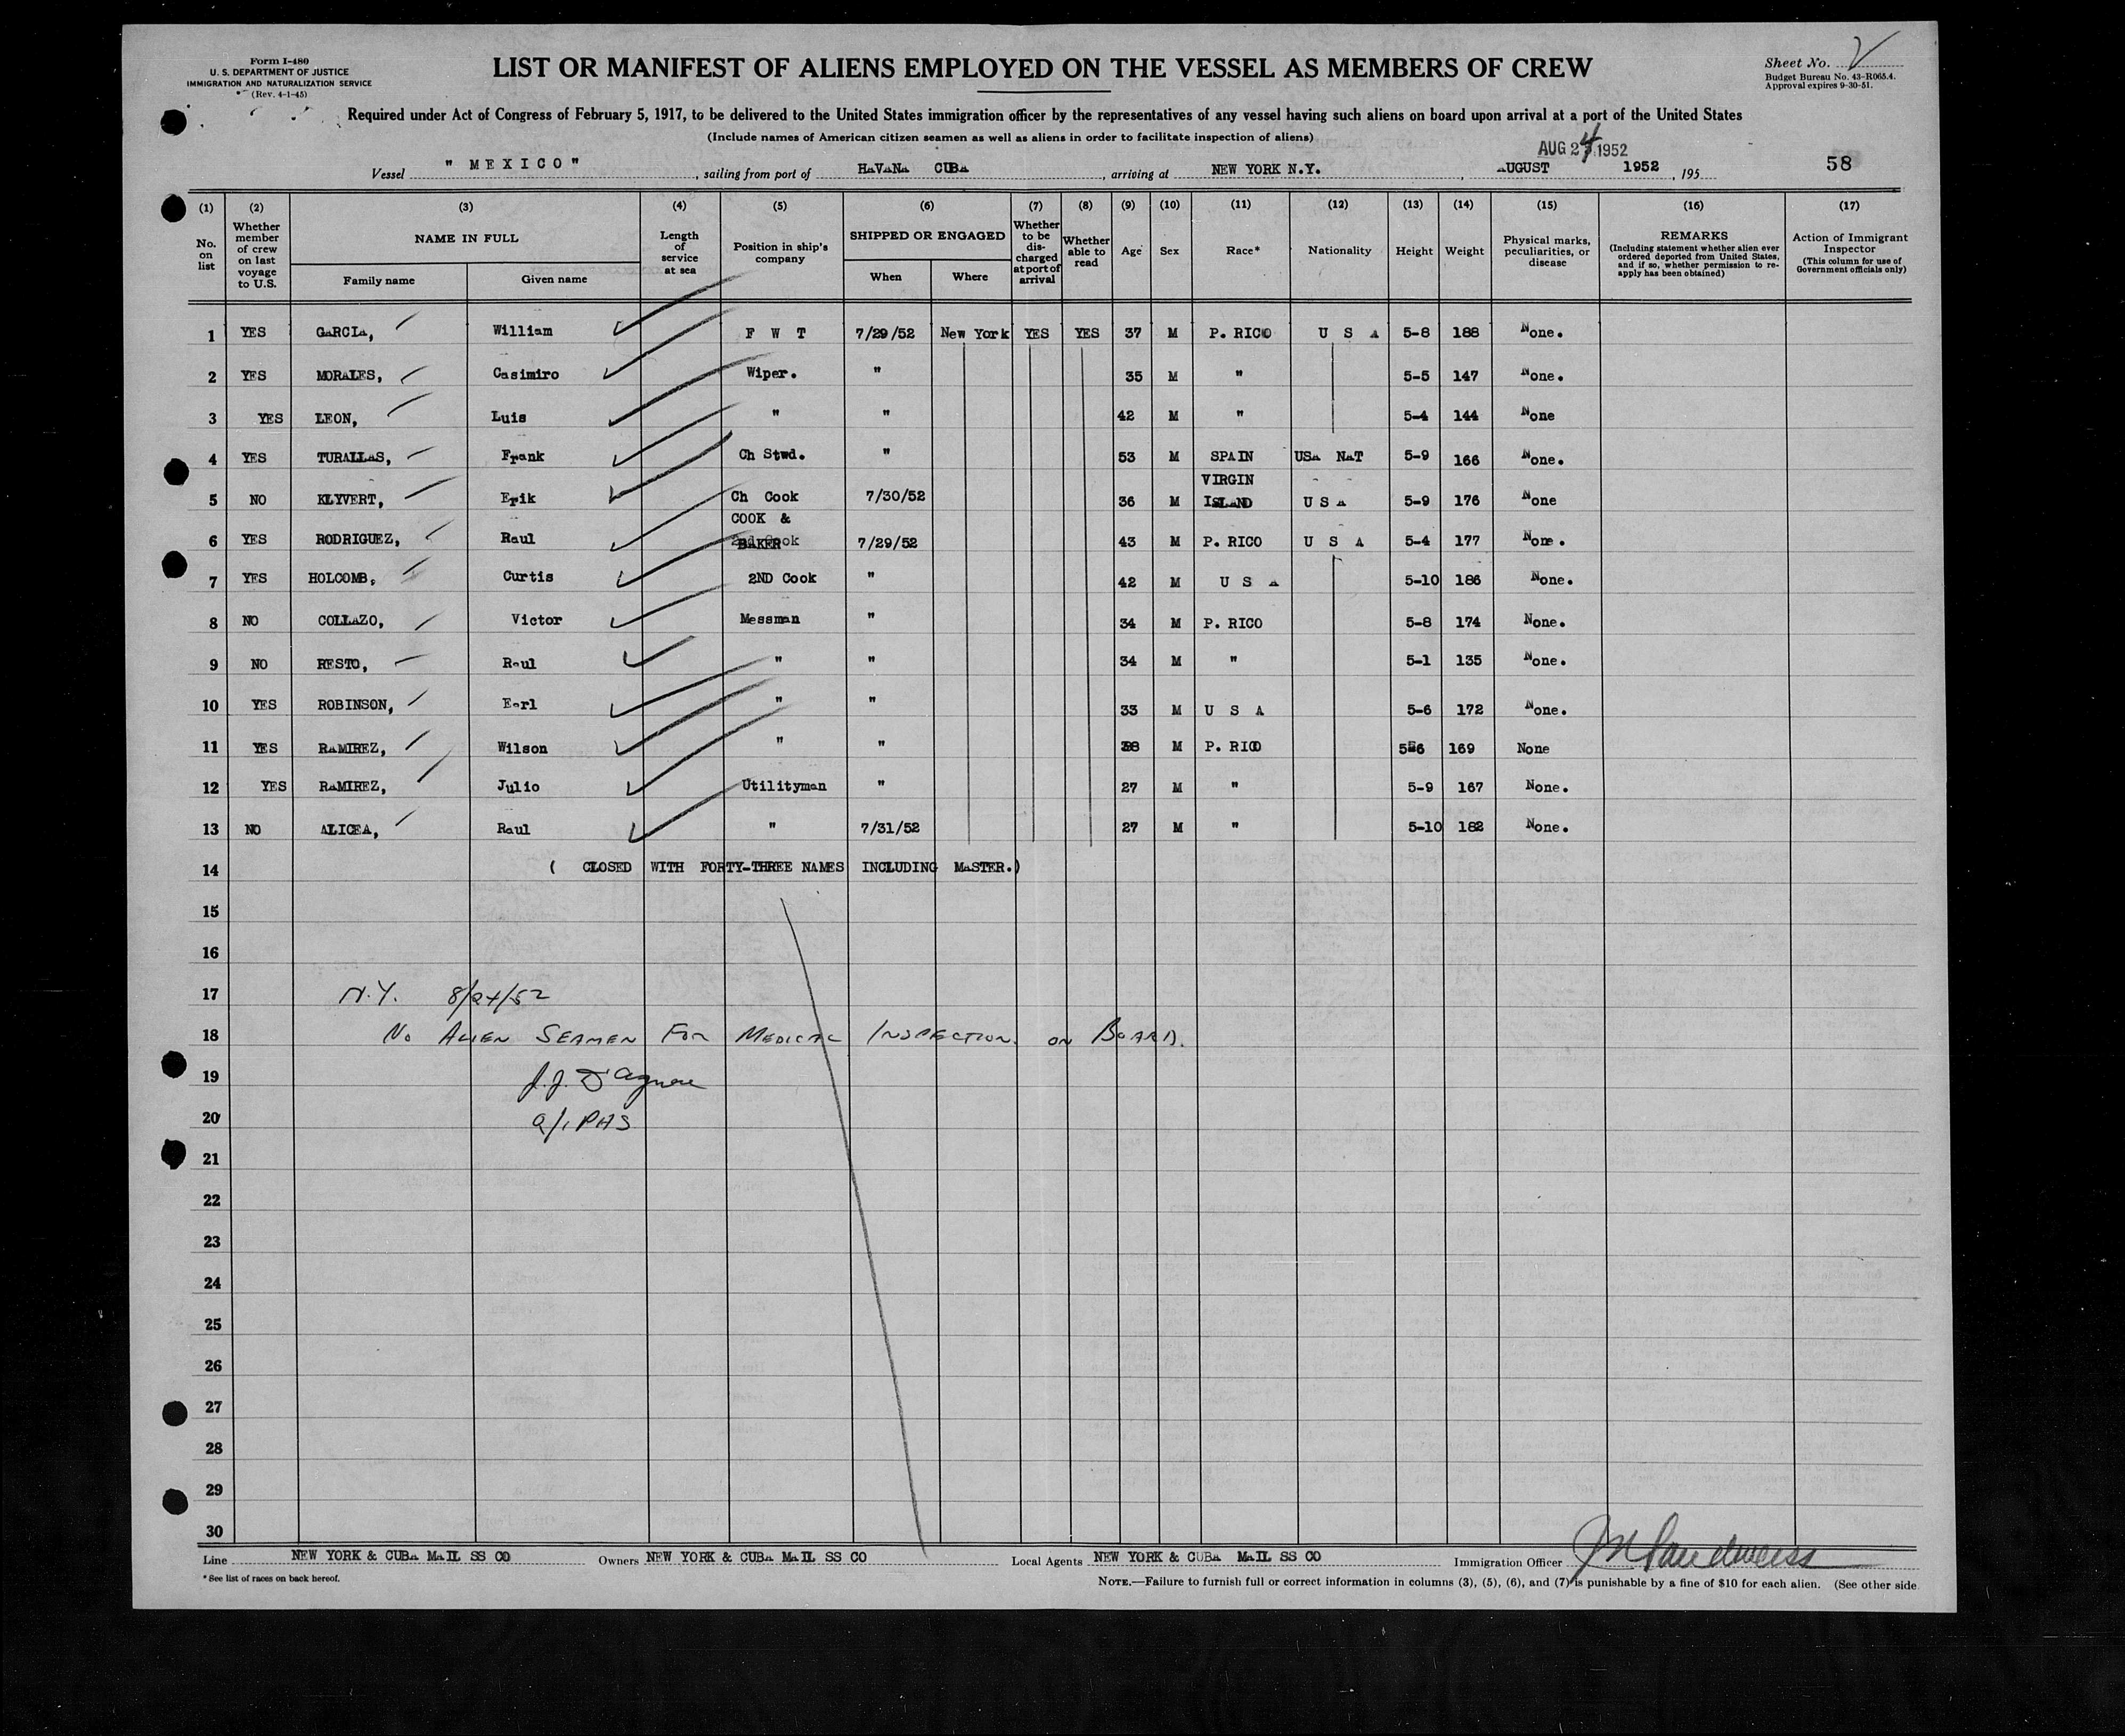 Form I-480
U. S. DEPARTMENT OF JUSTICE
IMMIGRATION AND NATURALIZATION SERVICE
(Rev. 4-1-45)
LIST OR MANIFEST OF ALIENS EMPLOYED ON THE VESSEL AS MEMBERS OF CREW
Sheet No.
Budget Bureau No. 43-R065.4.
Approval expires 9-30-51.
Required under Act of Congress of February 5, 1917, to be delivered to the United States immigration officer by the representatives of any vessel having such aliens on board upon arrival at a port of the United States
(Include names of American citizen seamen as well as aliens in order to facilitate inspection of aliens)
AUG 24 1952
Vessel " MEXICO " , sailing from port of HAVANA CUBA , arriving at NEW YORK N.Y. , AUGUST 1952 , 195 58
(1) (2) (3) (4) (5) (6) (7) (8) (9) (10) (11) (12) (13) (14) (15) (16) (17)
No. on list
Whether member of crew on last voyage to U.S.
NAME IN FULL
Family name Given name
Length of service at sea
Position in ship's company
SHIPPED OR ENGAGED
When Where
Whether to be discharged at port of arrival
Whether able to read
Age Sex Race* Nationality Height Weight
Physical marks, peculiarities, or disease
REMARKS
(Including statement whether alien ever ordered deported from United States, and if so, whether permission to reapply has been obtained)
Action of Immigrant Inspector
(This column for use of Government officials only)
1 YES GARCIA, William F W T 7/29/52 New York YES YES 37 M P. RICO U S A 5-8 188 None.
2 YES MORALES, Casimiro Wiper. " 35 M " 5-5 147 None.
3 YES LEON, Luis " " 42 M " 5-4 144 None
4 YES TURALLAS, Frank Ch Stwd. " 53 M SPAIN USA NAT 5-9 166 None.
5 NO KLYVERT, Erik Ch Cook 7/30/52 36 M VIRGIN ISLAND U S A 5-9 176 None
6 YES RODRIGUEZ, Raul COOK & BAKER 7/29/52 43 M P. RICO U S A 5-4 177 None.
7 YES HOLCOMB, Curtis 2ND Cook " 42 M U S A 5-10 186 None.
8 NO COLLAZO, Victor Messman " 34 M P. RICO 5-8 174 None.
9 NO RESTO, Raul " " 34 M " 5-1 135 None.
10 YES ROBINSON, Earl " " 33 M U S A 5-6 172 None.
11 YES RAMIREZ, Wilson " " M P. RICO 5-6 169 None
12 YES RAMIREZ, Julio Utilityman " 27 M " 5-9 167 None.
13 NO ALICEA, Raul " 7/31/52 27 M " 5-10 182 None.
14 ( CLOSED WITH FORTY-THREE NAMES INCLUDING MASTER.)
15
16
17 N.Y. 8/24/52
18 No ALIEN SEAMEN FOR MEDICAL INSPECTION ON BOARD.
19 J.J. D'Agnese
20 PHS
21
22
23
24
25
26
27
28
29
30
Line NEW YORK & CUBA MAIL SS CO Owners NEW YORK & CUBA MAIL SS CO Local Agents NEW YORK & CUBA MAIL SS CO Immigration Officer
* See list of races on back hereof.
NOTE.—Failure to furnish full or correct information in columns (3), (5), (6), and (7) is punishable by a fine of $10 for each alien. (See other side